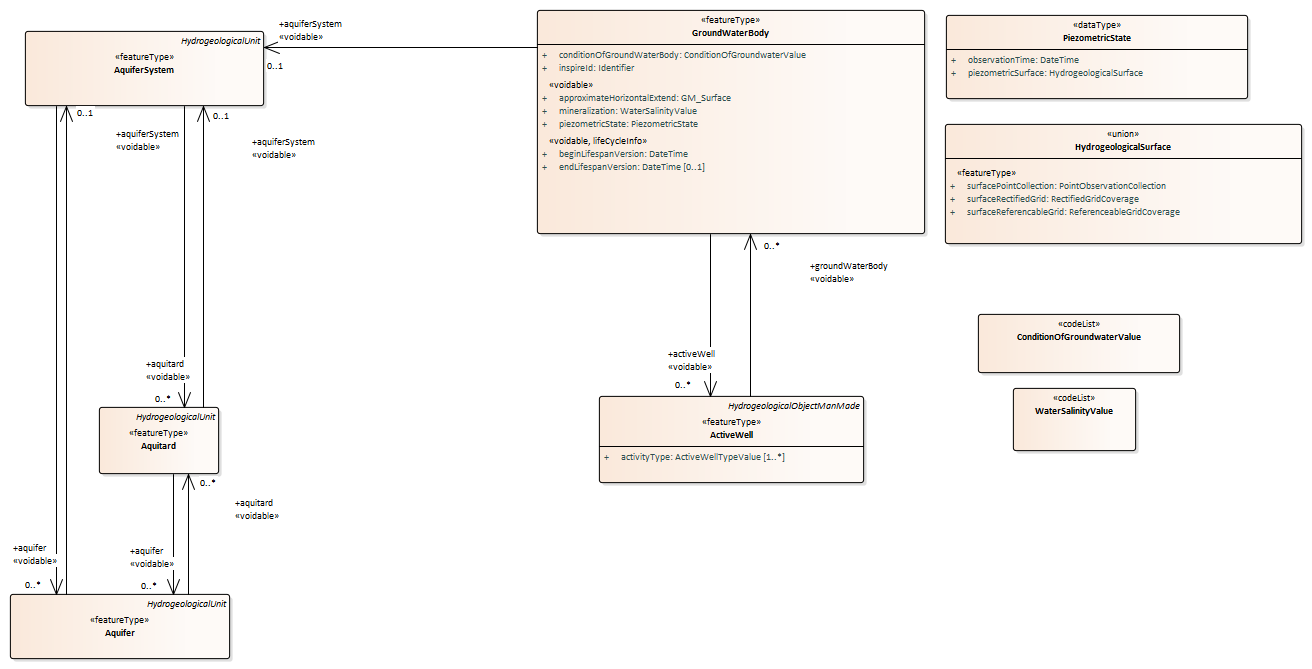 HydrogeologicalUnit
«featureType»
AquiferSystem
+aquiferSystem
«voidable»
0..1
«featureType»
GroundWaterBody
+ conditionOfGroundWaterBody: ConditionOfGroundwaterValue
+ inspireId: Identifier
«voidable»
+ approximateHorizontalExtend: GM_Surface
+ mineralization: WaterSalinityValue
+ piezometricState: PiezometricState
«voidable, lifeCycleInfo»
+ beginLifespanVersion: DateTime
+ endLifespanVersion: DateTime [0..1]
«dataType»
PiezometricState
+ observationTime: DateTime
+ piezometricSurface: HydrogeologicalSurface
«union»
HydrogeologicalSurface
«featureType»
+ surfacePointCollection: PointObservationCollection
+ surfaceRectifiedGrid: RectifiedGridCoverage
+ surfaceReferencableGrid: ReferenceableGridCoverage
0..1
+aquiferSystem
«voidable»
0..1
+aquiferSystem
«voidable»
0..*
+groundWaterBody
«voidable»
+activeWell
«voidable»
0..*
«codeList»
ConditionOfGroundwaterValue
«codeList»
WaterSalinityValue
HydrogeologicalObjectManMade
«featureType»
ActiveWell
+ activityType: ActiveWellTypeValue [1..*]
+aquitard
«voidable»
0..*
HydrogeologicalUnit
«featureType»
Aquitard
0..*
+aquitard
«voidable»
+aquifer
«voidable»
0..*
+aquifer
«voidable»
0..*
HydrogeologicalUnit
«featureType»
Aquifer